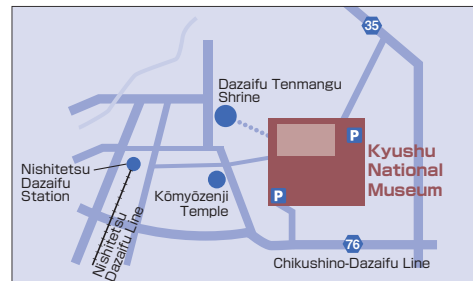 35
Dazaifu Tenmangu
Shrine
P
Kyushu
National
Museum
Nishitetsu
Dazaifu
Station
Kōmyōzenji
Temple
P
Nishitetsu
Dazaifu Line
76
Chikushino-Dazaifu Line